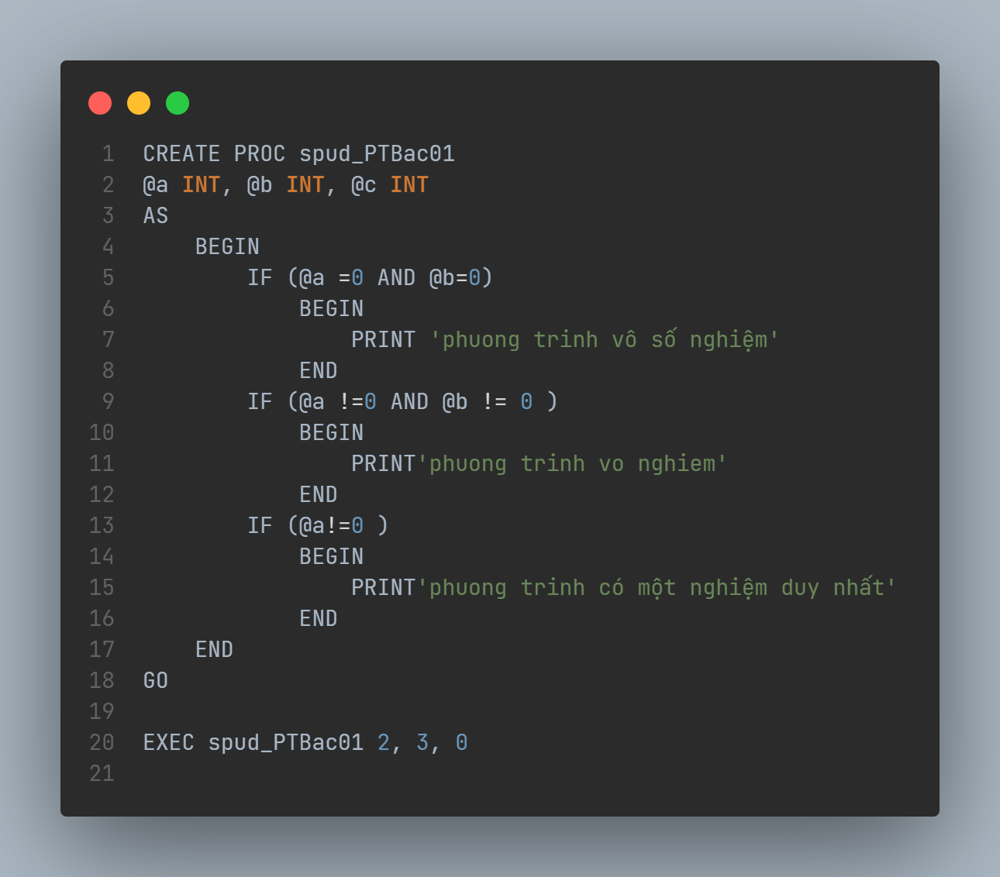 1 CREATE PROC spud_PTBac01
2 @a INT, @b INT, @c INT
3 AS
4     BEGIN
5         IF (@a =0 AND @b=0)
6             BEGIN
7                 PRINT 'phuong trinh vô số nghiệm'
8             END
9         IF (@a !=0 AND @b != 0 )
10             BEGIN
11                 PRINT'phuong trinh vo nghiem'
12             END
13         IF (@a!=0 )
14             BEGIN
15                 PRINT'phuong trinh có một nghiệm duy nhất'
16             END
17     END
18 GO
19
20 EXEC spud_PTBac01 2, 3, 0
21